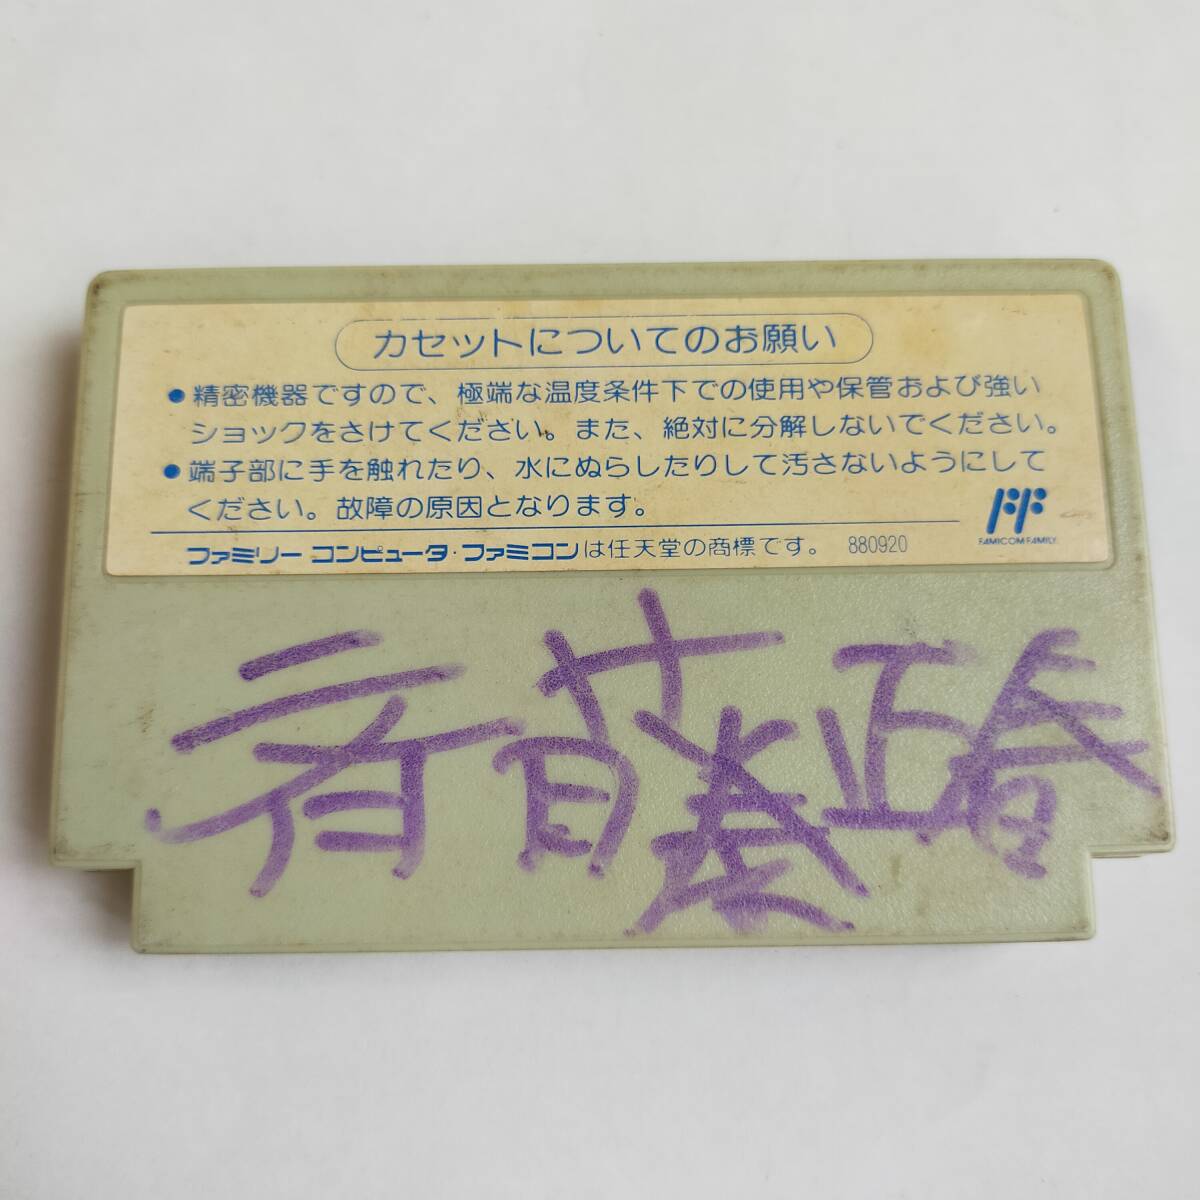 カセットについてのお願い
●精密機器ですので、極端な温度条件下での使用や保管および強い
ショックをさけてください。また、絶対に分解しないでください。
●端子部に手を触れたり、水にぬらしたりして汚さないようにして
ください。故障の原因となります。
FF
FAMICOM FAMILY
ファミリー コンピュータ・ファミコンは任天堂の商標です。 880920
斉藤正春